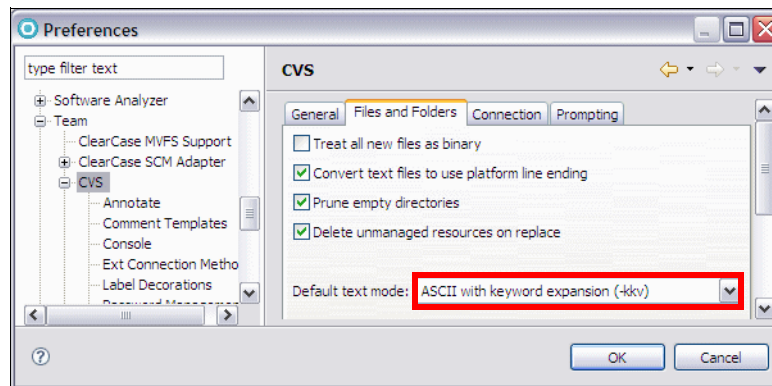 Preferences
type filter text
Software Analyzer
Team
ClearCase MVFS Support
ClearCase SCM Adapter
CVS
Annotate
Comment Templates
Console
Ext Connection Metho
Label Decorations
CVS
General Files and Folders Connection Prompting
Treat all new files as binary
Convert text files to use platform line ending
Prune empty directories
Delete unmanaged resources on replace
Default text mode: ASCII with keyword expansion (-kkv)
? OK Cancel